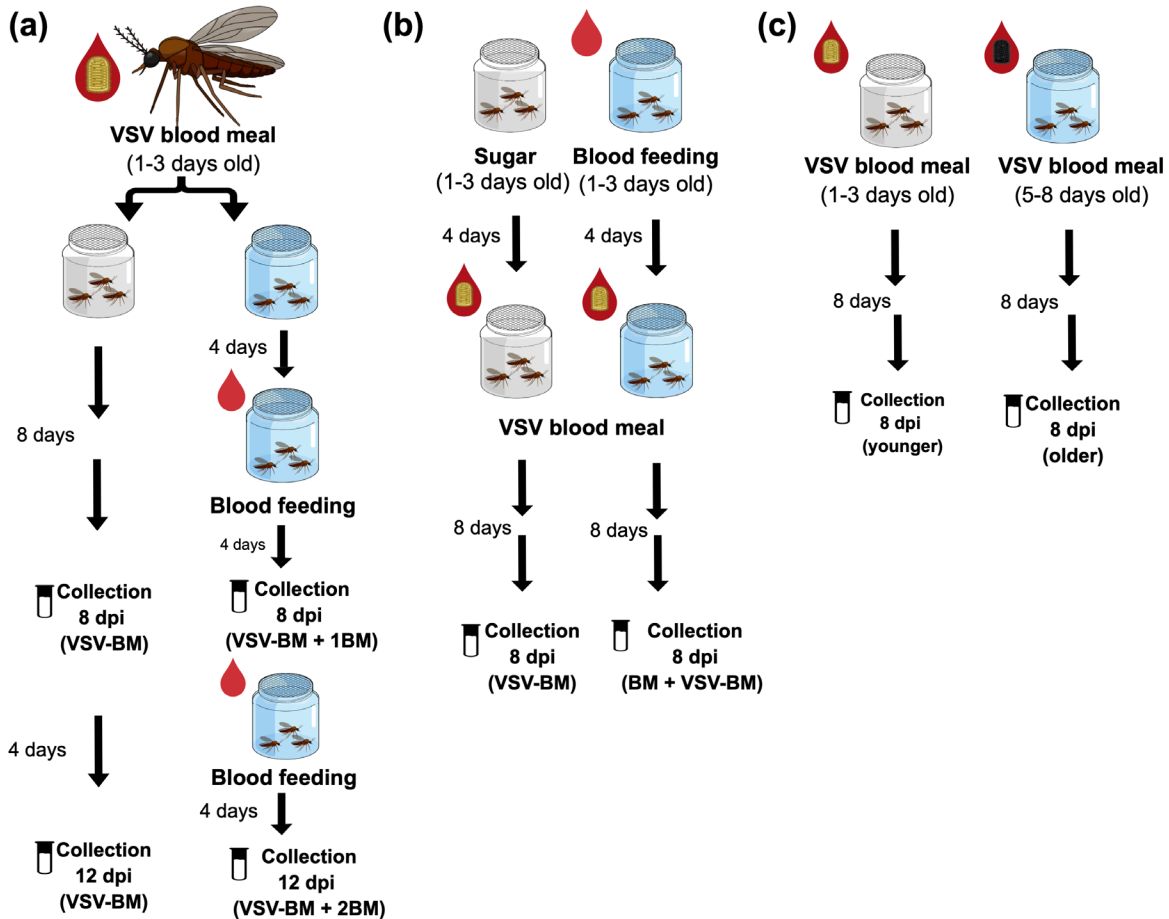 (a)
VSV blood meal
(1-3 days old)
4 days
8 days
Blood feeding
4 days
Collection
8 dpi
(VSV-BM)
Collection
8 dpi
(VSV-BM + 1BM)
4 days
Blood feeding
4 days
Collection
12 dpi
(VSV-BM)
Collection
12 dpi
(VSV-BM + 2BM)
(b)
Sugar
(1-3 days old)
Blood feeding
(1-3 days old)
4 days
4 days
VSV blood meal
8 days
8 days
Collection
8 dpi
(VSV-BM)
Collection
8 dpi
(BM + VSV-BM)
(c)
VSV blood meal
(1-3 days old)
VSV blood meal
(5-8 days old)
8 days
8 days
Collection
8 dpi
(younger)
Collection
8 dpi
(older)